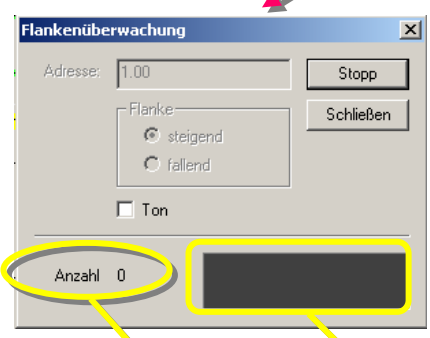 Flankenüberwachung
Adresse: 1.00 Stopp
Flanke Schließen
steigend
fallend
Ton
Anzahl 0